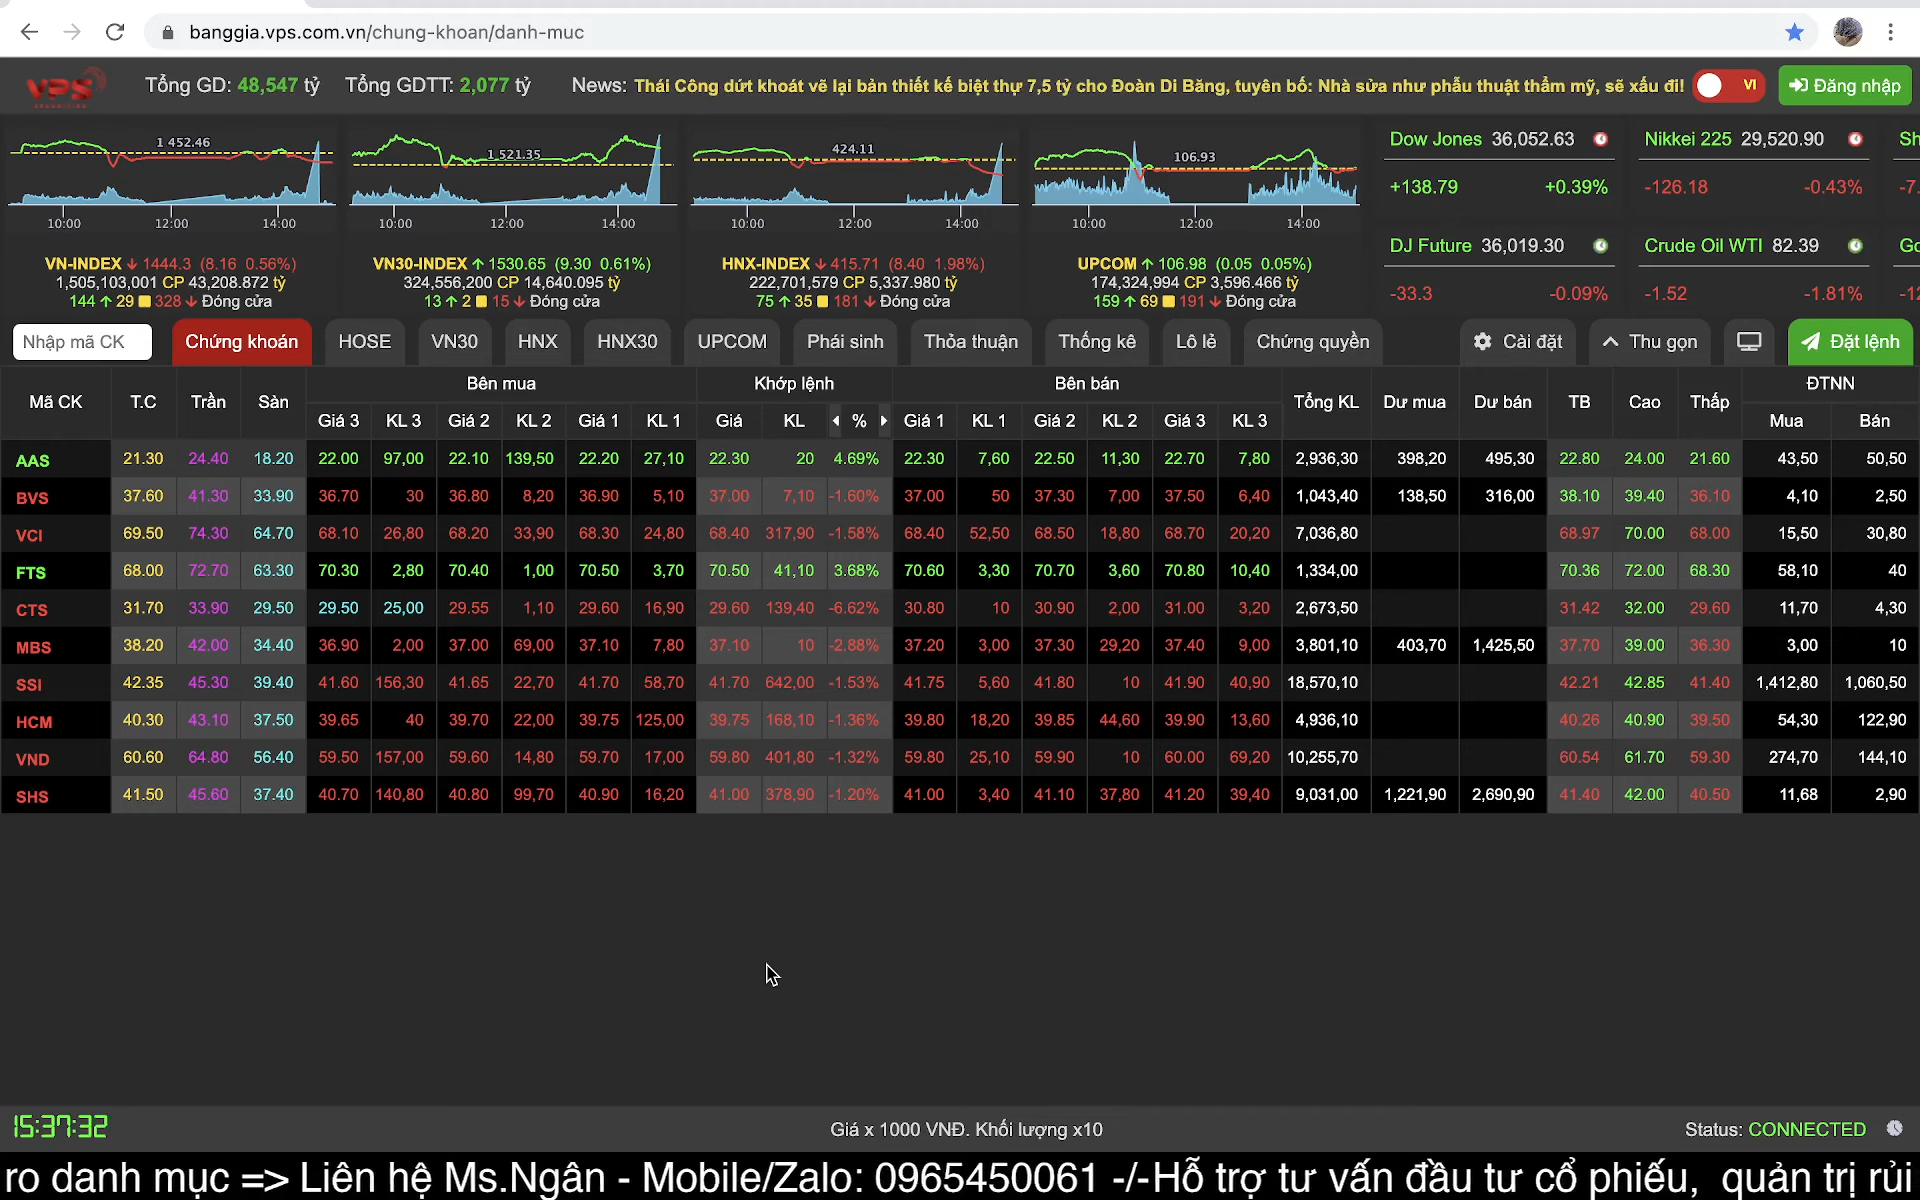 banggia.vps.com.vn/chung-khoan/danh-muc
VPS Tổng GD: 48,547 tỷ Tổng GDTT: 2,077 tỷ News: Thái Công dứt khoát vẽ lại bản thiết kế biệt thự 7,5 tỷ cho Đoàn Di Băng, tuyên bố: Nhà sửa như phẫu thuật thẩm mỹ, sẽ xấu đi! VI Đăng nhập
1 452.46 1 521.35 424.11 106.93
10:00 12:00 14:00 10:00 12:00 14:00 10:00 12:00 14:00 10:00 12:00 14:00
VN-INDEX 1444.3 (8.16 0.56%)
1,505,103,001 CP 43,208.872 tỷ
144 29 328 Đóng cửa
VN30-INDEX 1530.65 (9.30 0.61%)
324,556,200 CP 14,640.095 tỷ
13 2 15 Đóng cửa
HNX-INDEX 415.71 (8.40 1.98%)
222,701,579 CP 5,337.980 tỷ
75 35 181 Đóng cửa
UPCOM 106.98 (0.05 0.05%)
174,324,994 CP 3,596.466 tỷ
159 69 191 Đóng cửa
Dow Jones 36,052.63
+138.79 +0.39%
Nikkei 225 29,520.90
-126.18 -0.43%
DJ Future 36,019.30
-33.3 -0.09%
Crude Oil WTI 82.39
-1.52 -1.81%
Nhập mã CK Chứng khoán HOSE VN30 HNX HNX30 UPCOM Phái sinh Thỏa thuận Thống kê Lô lẻ Chứng quyền Cài đặt Thu gọn Đặt lệnh
Mã CK T.C Trần Sàn Bên mua Khớp lệnh Bên bán Tổng KL Dư mua Dư bán TB Cao Thấp ĐTNN
Giá 3 KL 3 Giá 2 KL 2 Giá 1 KL 1 Giá KL % Giá 1 KL 1 Giá 2 KL 2 Giá 3 KL 3 Mua Bán
AAS 21.30 24.40 18.20 22.00 97,00 22.10 139,50 22.20 27,10 22.30 20 4.69% 22.30 7,60 22.50 11,30 22.70 7,80 2,936,30 398,20 495,30 22.80 24.00 21.60 43,50 50,50
BVS 37.60 41.30 33.90 36.70 30 36.80 8,20 36.90 5,10 37.00 7,10 -1.60% 37.00 50 37.30 7,00 37.50 6,40 1,043,40 138,50 316,00 38.10 39.40 36.10 4,10 2,50
VCI 69.50 74.30 64.70 68.10 26,80 68.20 33,90 68.30 24,80 68.40 317,90 -1.58% 68.40 52,50 68.50 18,80 68.70 20,20 7,036,80 68.97 70.00 68.00 15,50 30,80
FTS 68.00 72.70 63.30 70.30 2,80 70.40 1,00 70.50 3,70 70.50 41,10 3.68% 70.60 3,30 70.70 3,60 70.80 10,40 1,334,00 70.36 72.00 68.30 58,10 40
CTS 31.70 33.90 29.50 29.50 25,00 29.55 1,10 29.60 16,90 29.60 139,40 -6.62% 30.80 10 30.90 2,00 31.00 3,20 2,673,50 31.42 32.00 29.60 11,70 4,30
MBS 38.20 42.00 34.40 36.90 2,00 37.00 69,00 37.10 7,80 37.10 10 -2.88% 37.20 3,00 37.30 29,20 37.40 9,00 3,801,10 403,70 1,425,50 37.70 39.00 36.30 3,00 10
SSI 42.35 45.30 39.40 41.60 156,30 41.65 22,70 41.70 58,70 41.70 642,00 -1.53% 41.75 5,60 41.80 10 41.90 40,90 18,570,10 42.21 42.85 41.40 1,412,80 1,060,50
HCM 40.30 43.10 37.50 39.65 40 39.70 22,00 39.75 125,00 39.75 168,10 -1.36% 39.80 18,20 39.85 44,60 39.90 13,60 4,936,10 40.26 40.90 39.50 54,30 122,90
VND 60.60 64.80 56.40 59.50 157,00 59.60 14,80 59.70 17,00 59.80 401,80 -1.32% 59.80 25,10 59.90 10 60.00 69,20 10,255,70 60.54 61.70 59.30 274,70 144,10
SHS 41.50 45.60 37.40 40.70 140,80 40.80 99,70 40.90 16,20 41.00 378,90 -1.20% 41.00 3,40 41.10 37,80 41.20 39,40 9,031,00 1,221,90 2,690,90 41.40 42.00 40.50 11,68 2,90
15:37:32 Giá x 1000 VNĐ. Khối lượng x10 Status: CONNECTED
ro danh mục => Liên hệ Ms.Ngân - Mobile/Zalo: 0965450061 -/-Hỗ trợ tư vấn đầu tư cổ phiếu, quản trị rủi